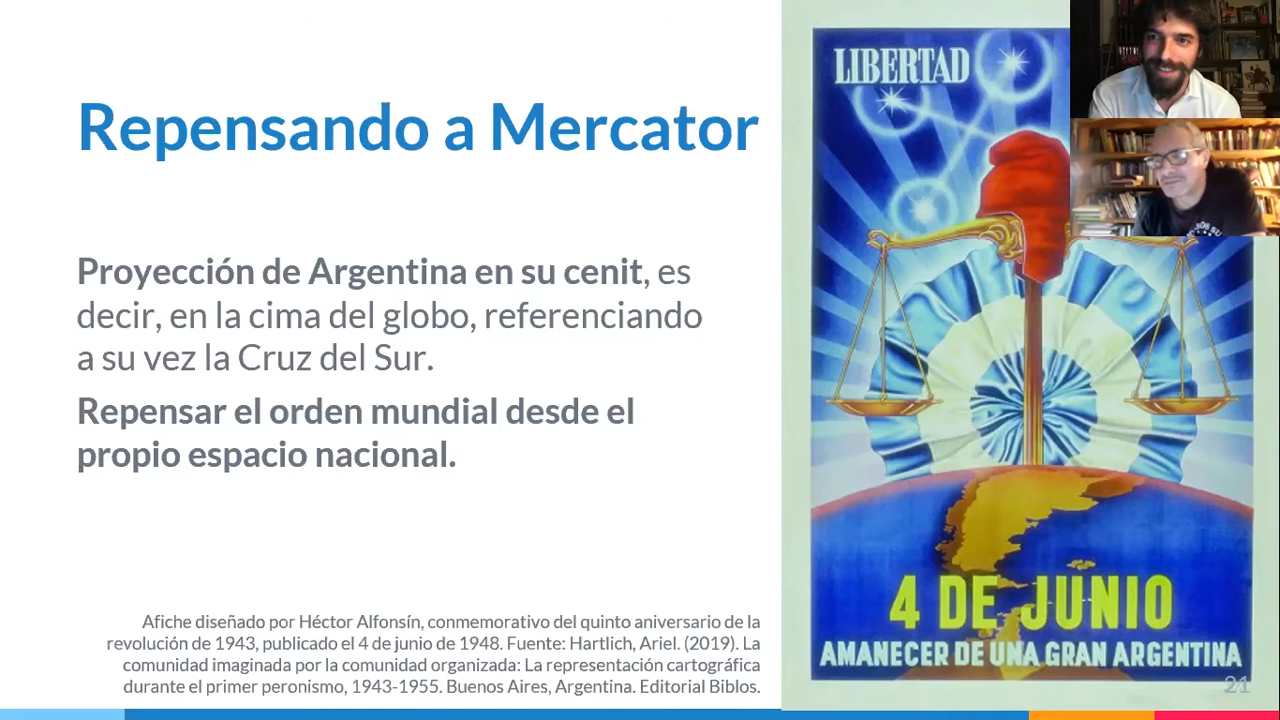 Repensando a Mercator
Proyección de Argentina en su cenit, es
decir, en la cima del globo, referenciando
a su vez la Cruz del Sur.
Repensar el orden mundial desde el
propio espacio nacional.
Afiche diseñado por Héctor Alfonsín, conmemorativo del quinto aniversario de la
revolución de 1943, publicado el 4 de junio de 1948. Fuente: Hartlich, Ariel. (2019). La
comunidad imaginada por la comunidad organizada: La representación cartográfica
durante el primer peronismo, 1943-1955. Buenos Aires, Argentina. Editorial Biblos.
LIBERTAD
4 DE JUNIO
AMANECER DE UNA GRAN ARGENTINA
21